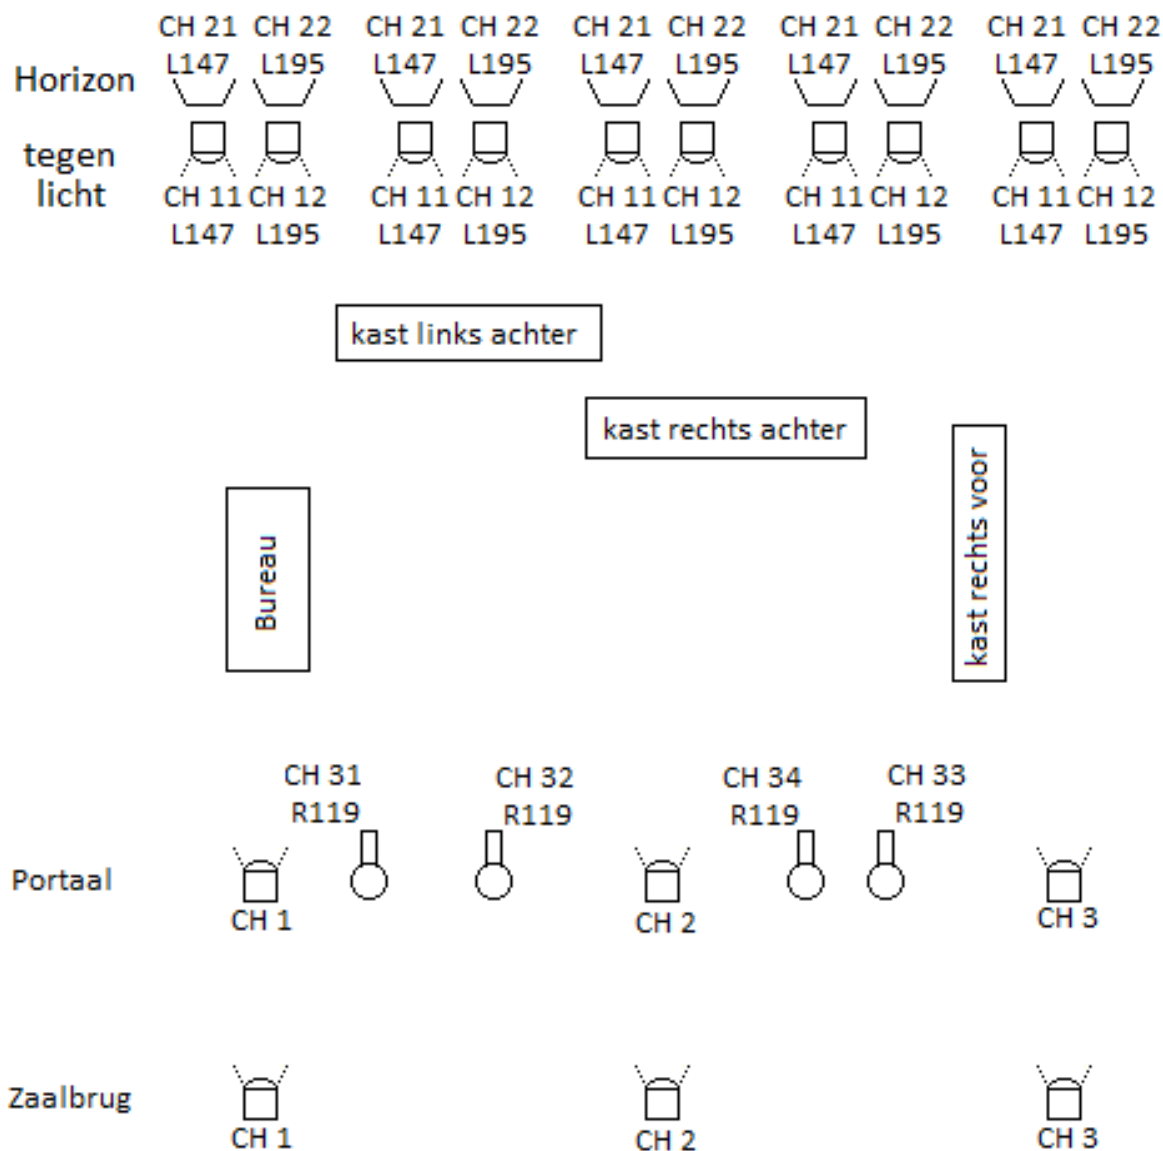 CH 21 CH 22 CH 21 CH 22 CH 21 CH 22 CH 21 CH 22 CH 21 CH 22
L147 L195 L147 L195 L147 L195 L147 L195 L147 L195
Horizon
tegen
licht
CH 11 CH 12 CH 11 CH 12 CH 11 CH 12 CH 11 CH 12 CH 11 CH 12
L147 L195 L147 L195 L147 L195 L147 L195 L147 L195
kast links achter
kast rechts achter
kast rechts voor
Bureau
CH 31 CH 32 CH 34 CH 33
R119 R119 R119 R119
Portaal
CH 1 CH 2 CH 3
Zaalbrug
CH 1 CH 2 CH 3